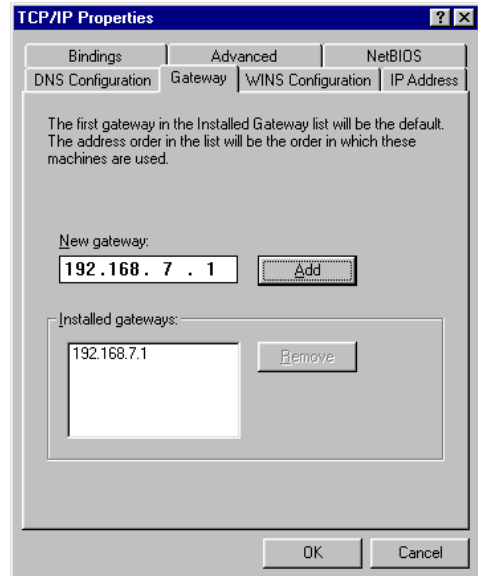 TCP/IP Properties
? X
Bindings Advanced NetBIOS
DNS Configuration Gateway WINS Configuration IP Address
The first gateway in the Installed Gateway list will be the default.
The address order in the list will be the order in which these
machines are used.
New gateway:
192.168. 7 . 1 Add
Installed gateways:
192.168.7.1 Remove
OK Cancel